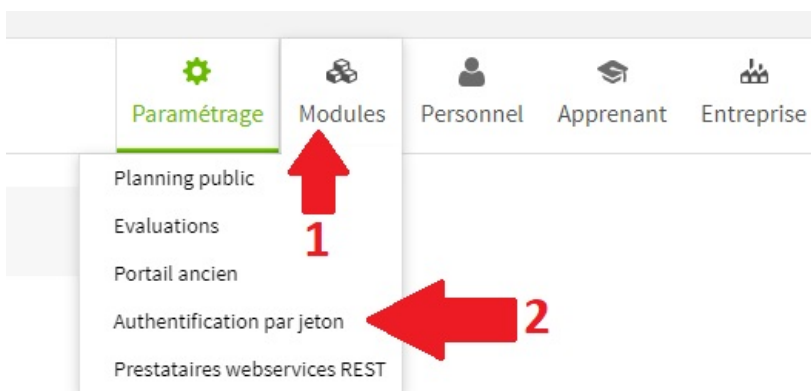 Paramétrage Modules Personnel Apprenant Entreprise
Planning public
1
Evaluations
Portail ancien
Authentification par jeton
2
Prestataires webservices REST